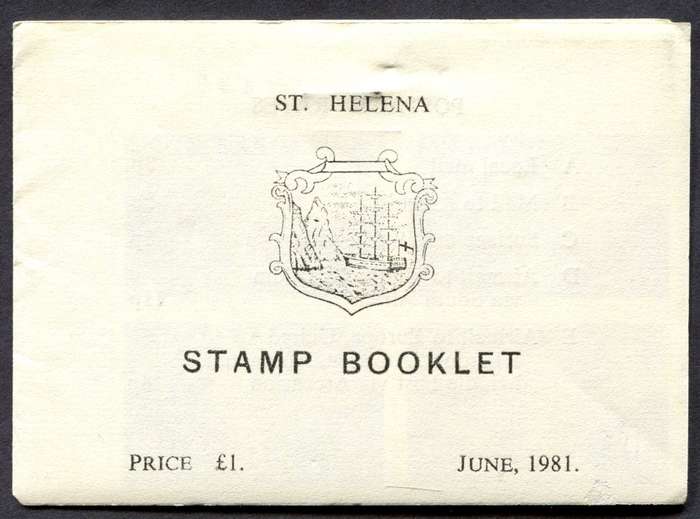 ST. HELENA
STAMP BOOKLET
PRICE £1.
JUNE, 1981.